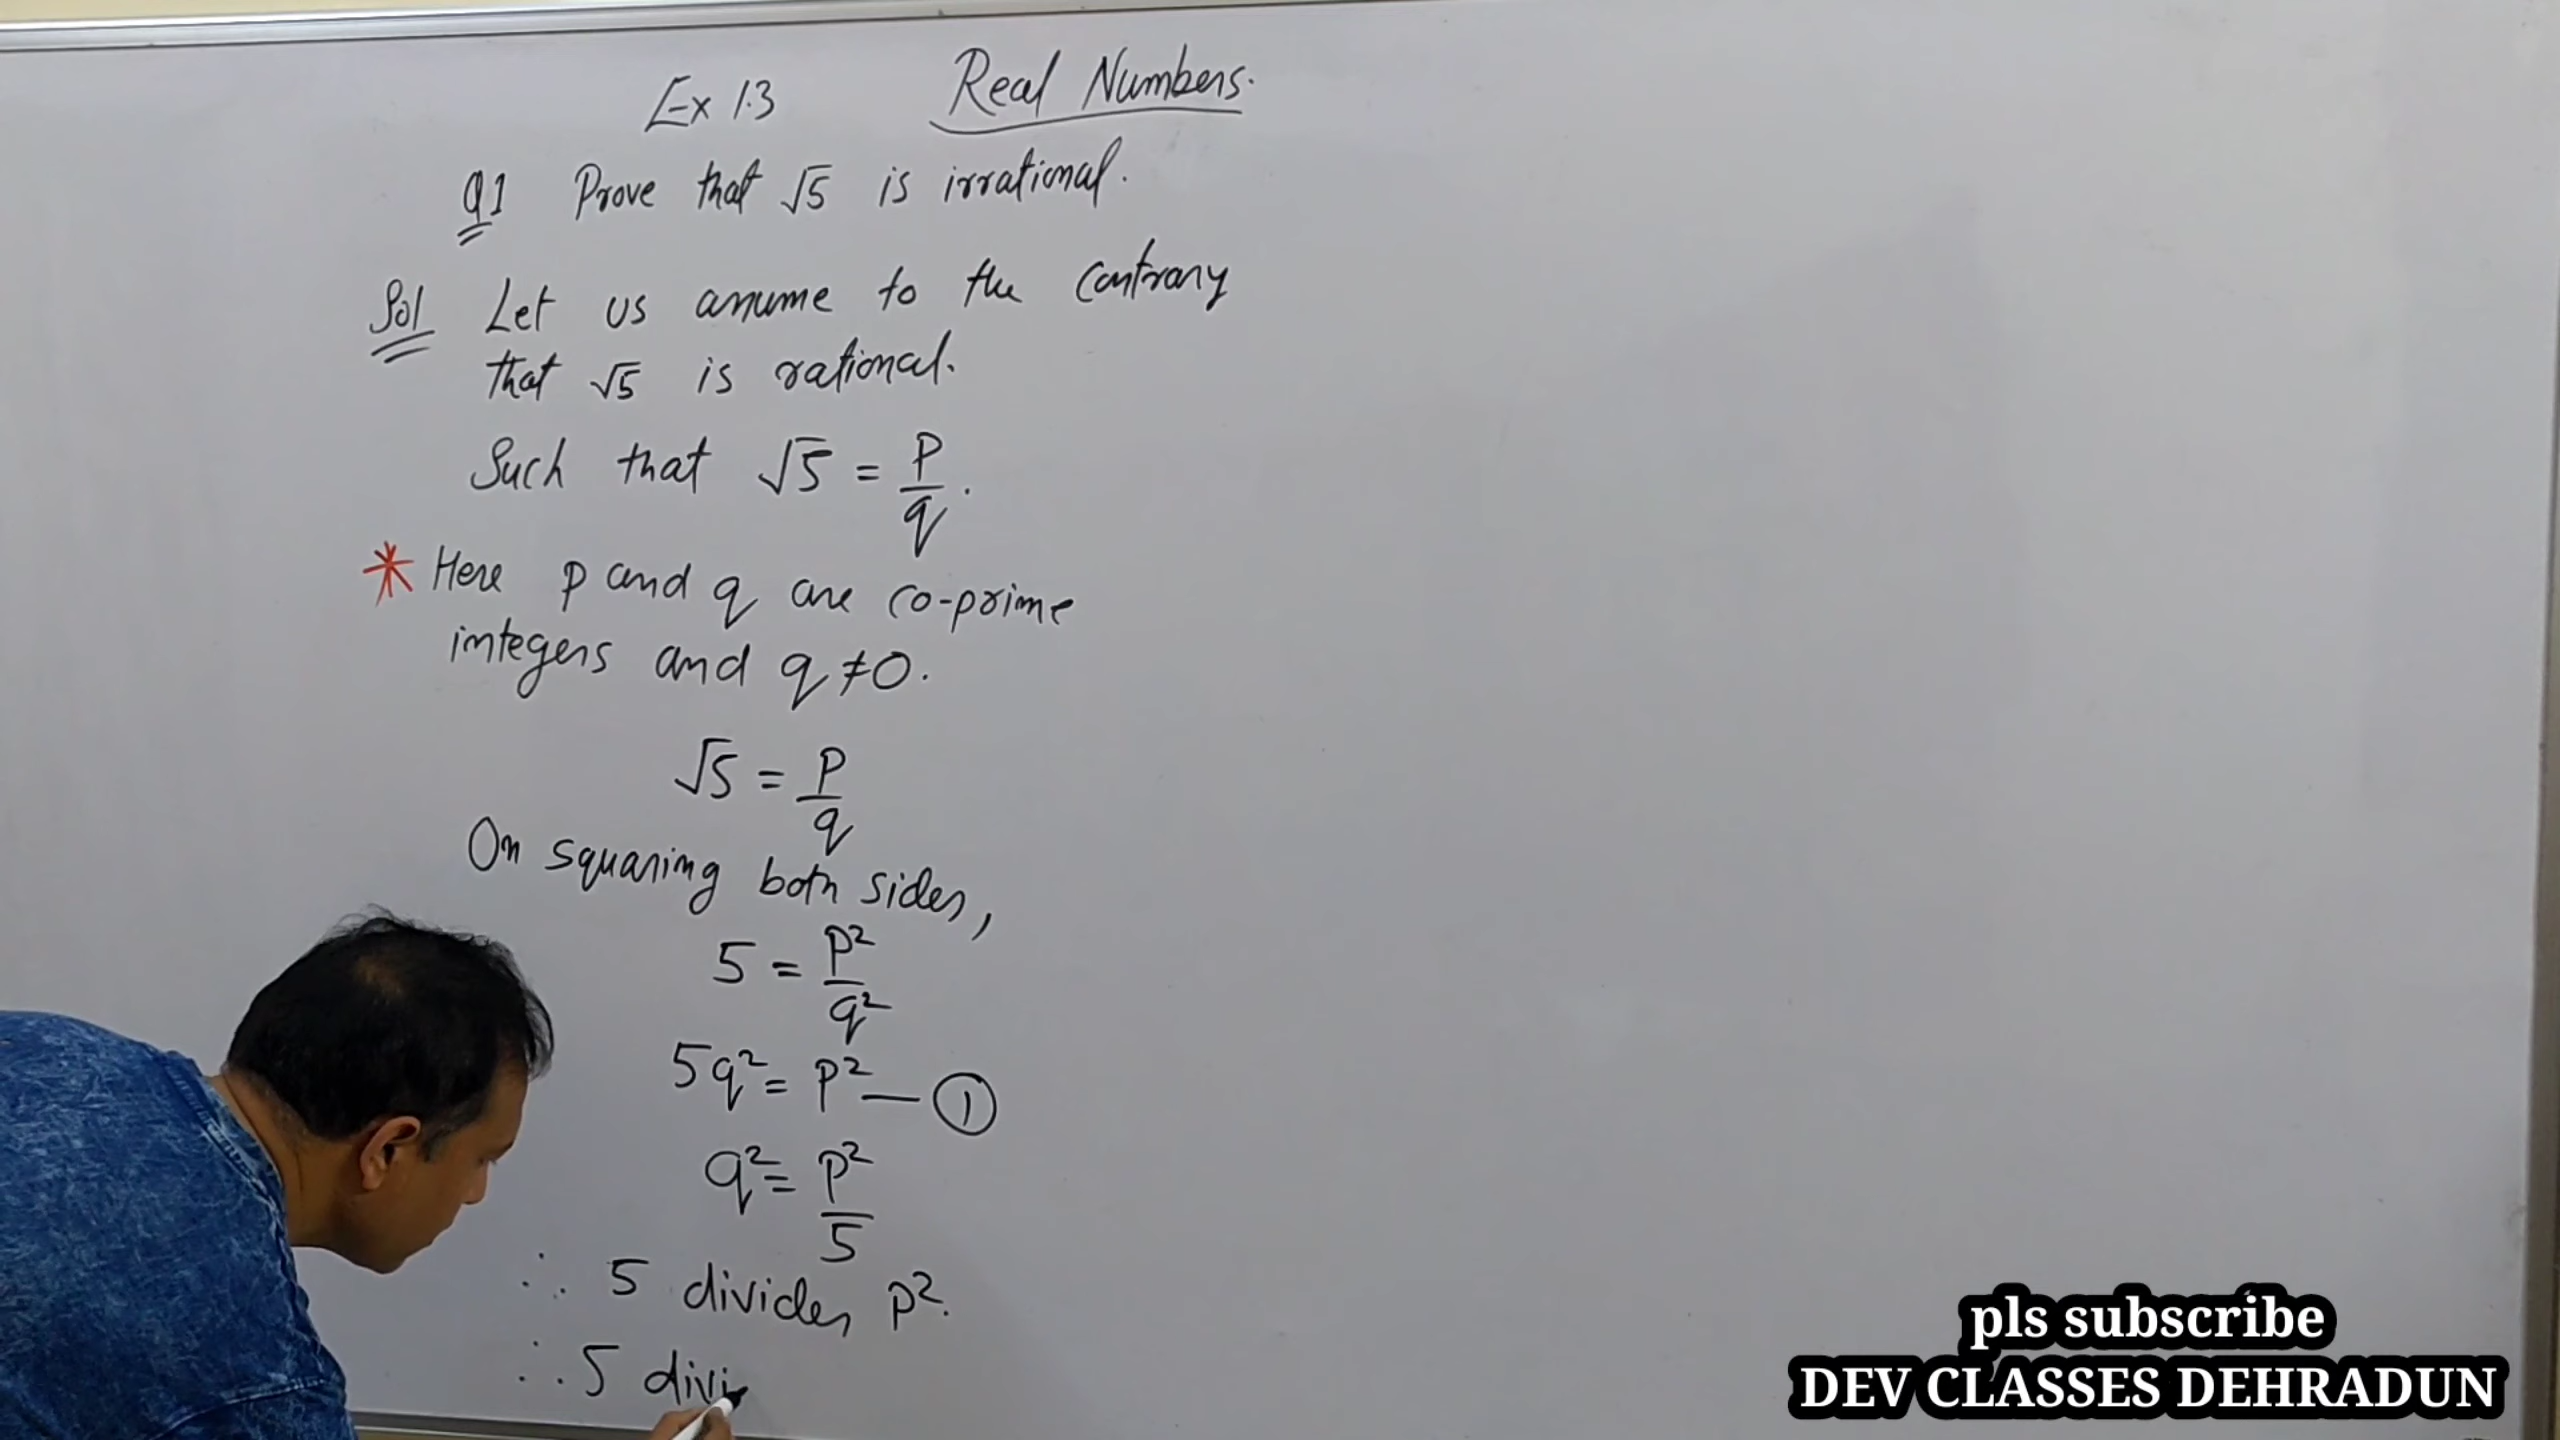 Ex 1.3 Real Numbers.
Q1 Prove that √5 is irrational.
Sol Let us assume to the contrary
that √5 is rational.
Such that √5 = p/q.
* Here p and q are co-prime
integers and q ≠ 0.
√5 = p/q
On squaring both sides,
5 = p²/q²
5q² = p² — ①
q² = p²/5
∴ 5 divides p².
∴ 5 divi
pls subscribe
DEV CLASSES DEHRADUN